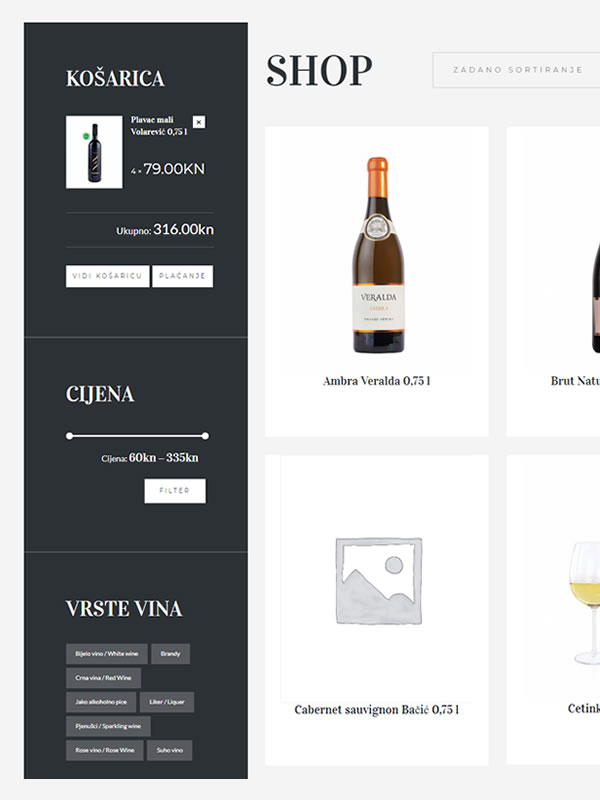 KOŠARICA
Plavac mali
Volarević 0,75 l
×
4 × 79.00KN
Ukupno: 316.00kn
VIDI KOŠARICU
PLAĆANJE
CIJENA
Cijena: 60kn – 335kn
FILTER
VRSTE VINA
Bijelo vino / White wine
Brandy
Crna vina / Red Wine
Jako alkoholno pice
Liker / Liquer
Pjenušci / Sparkling wine
Rose vino / Rose Wine
Suho vino
SHOP
ZADANO SORTIRANJE
VERALDA
Ambra Veralda 0,75 l
Brut Natu
Cabernet sauvignon Bačić 0,75 l
Cetink